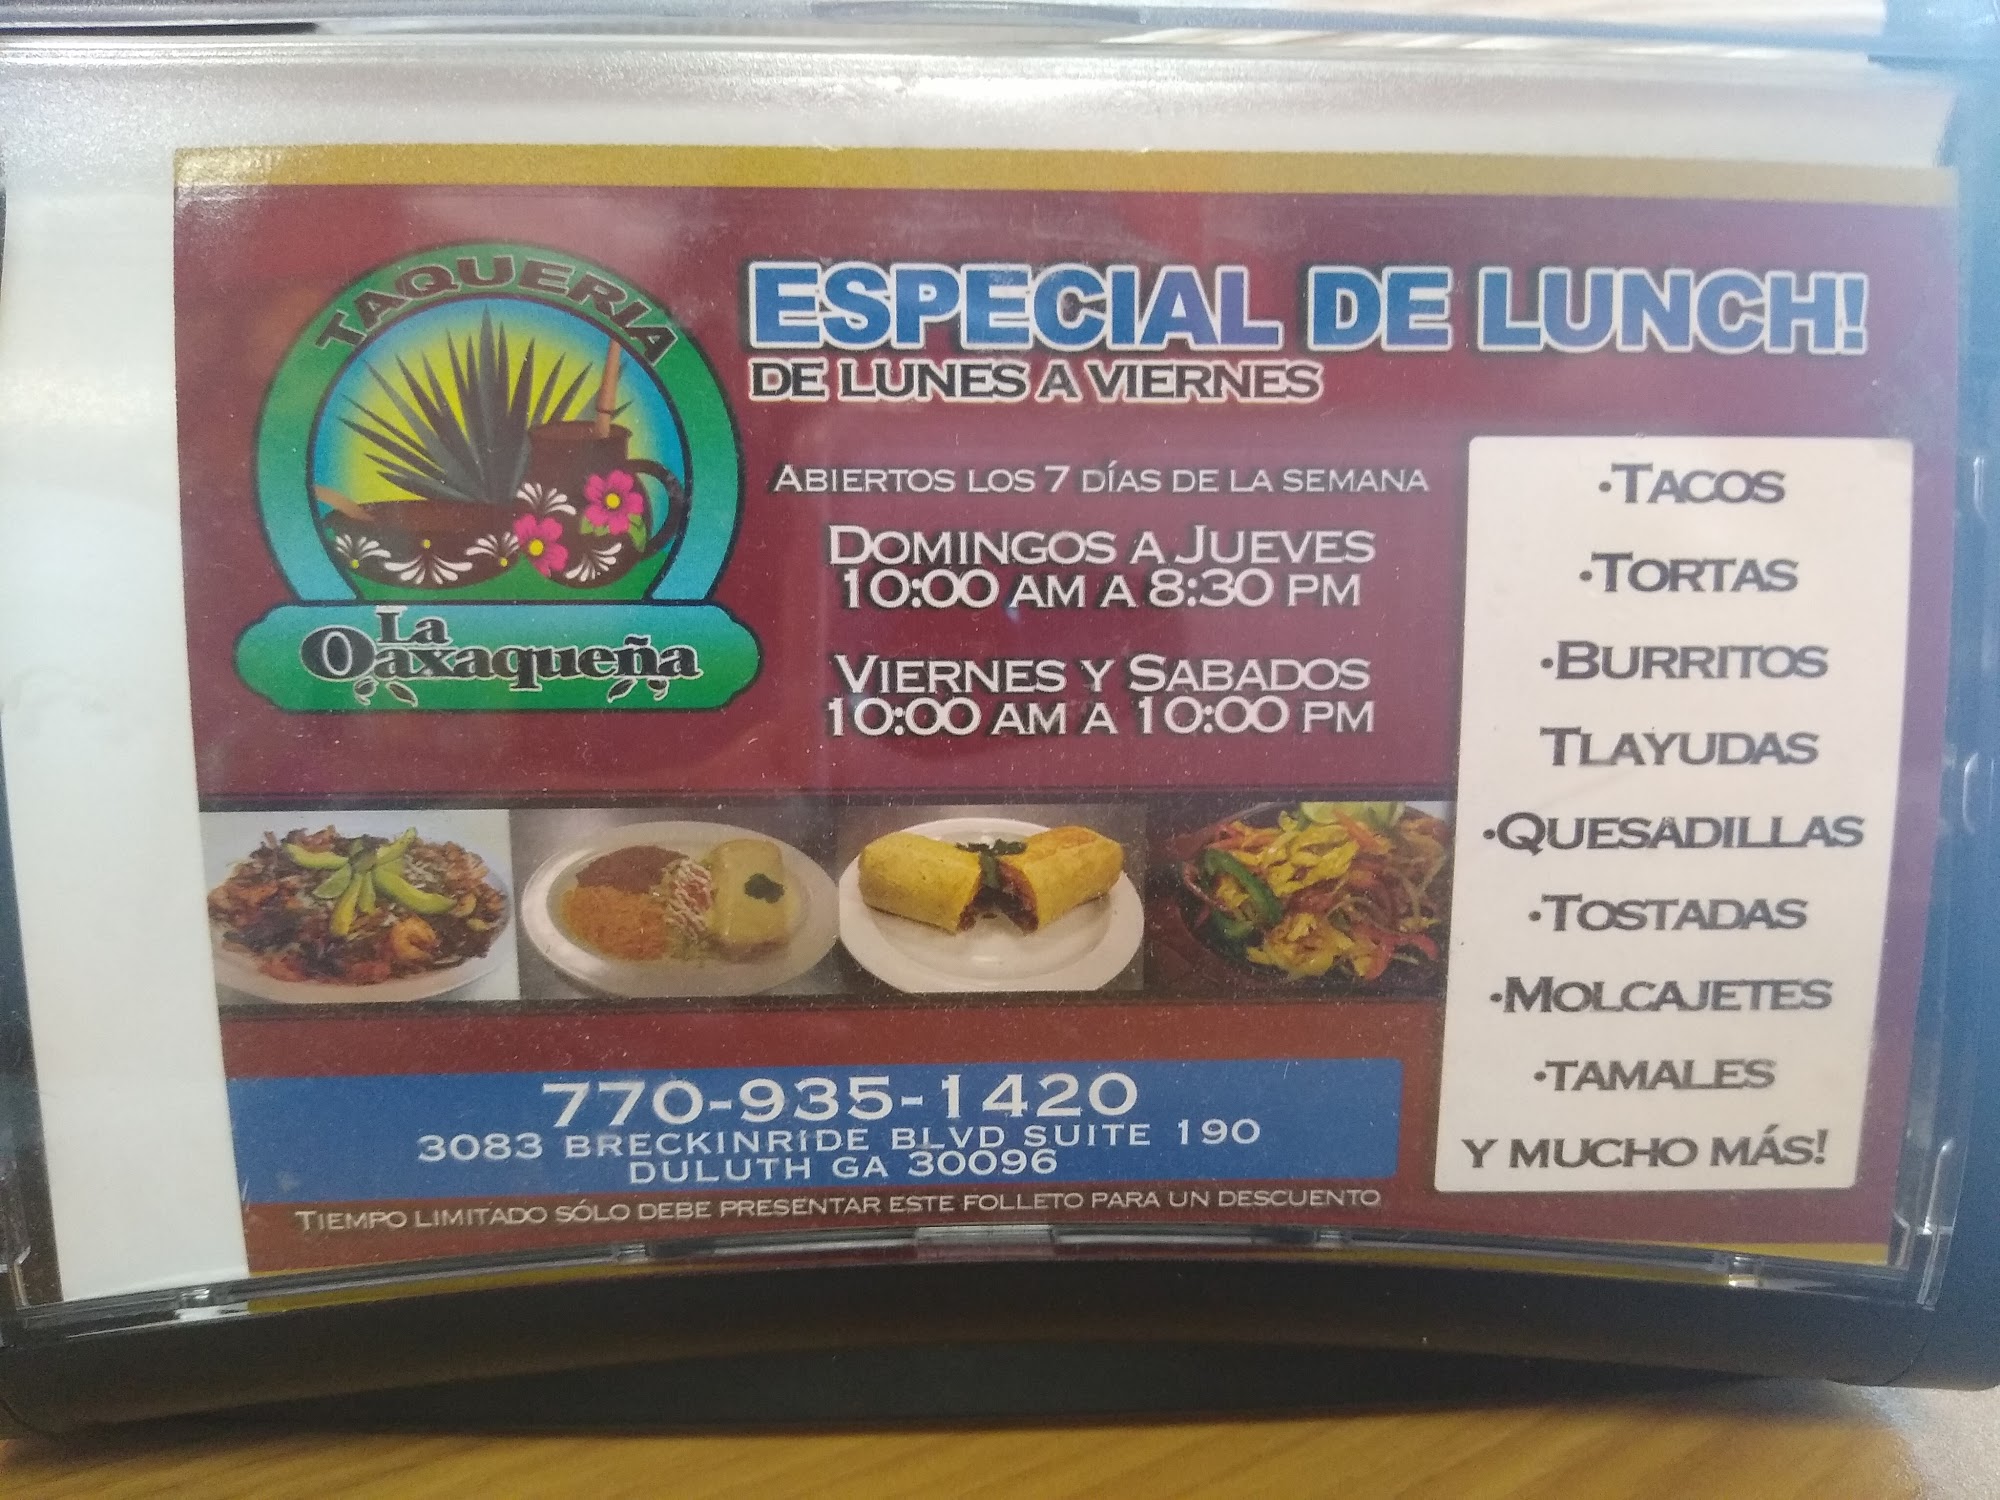 TAQUERIA
La
Oaxaqueña
ESPECIAL DE LUNCH!
DE LUNES A VIERNES
ABIERTOS LOS 7 DÍAS DE LA SEMANA
DOMINGOS A JUEVES
10:00 AM A 8:30 PM
VIERNES Y SABADOS
10:00 AM A 10:00 PM
•TACOS
•TORTAS
•BURRITOS
TLAYUDAS
•QUESADILLAS
•TOSTADAS
•MOLCAJETES
•TAMALES
Y MUCHO MÁS!
770-935-1420
3083 BRECKINRIDE BLVD SUITE 190
DULUTH GA 30096
TIEMPO LIMITADO SÓLO DEBE PRESENTAR ESTE FOLLETO PARA UN DESCUENTO